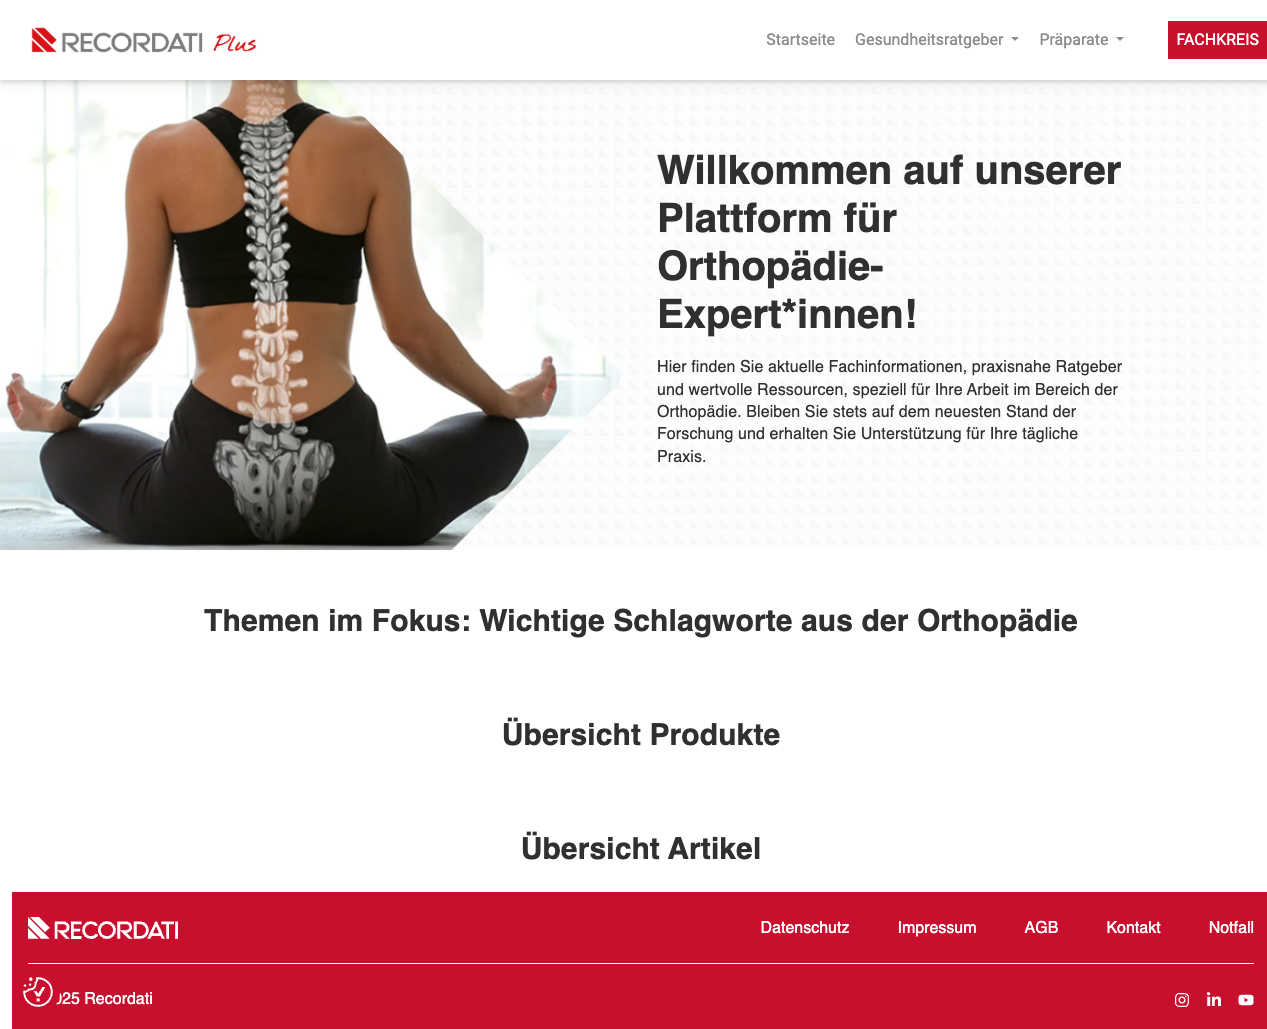 RECORDATI Plus
Startseite Gesundheitsratgeber Präparate FACHKREIS
Willkommen auf unserer
Plattform für
Orthopädie-
Expert*innen!
Hier finden Sie aktuelle Fachinformationen, praxisnahe Ratgeber
und wertvolle Ressourcen, speziell für Ihre Arbeit im Bereich der
Orthopädie. Bleiben Sie stets auf dem neuesten Stand der
Forschung und erhalten Sie Unterstützung für Ihre tägliche
Praxis.
Themen im Fokus: Wichtige Schlagworte aus der Orthopädie
Übersicht Produkte
Übersicht Artikel
RECORDATI
Datenschutz Impressum AGB Kontakt Notfall
25 Recordati